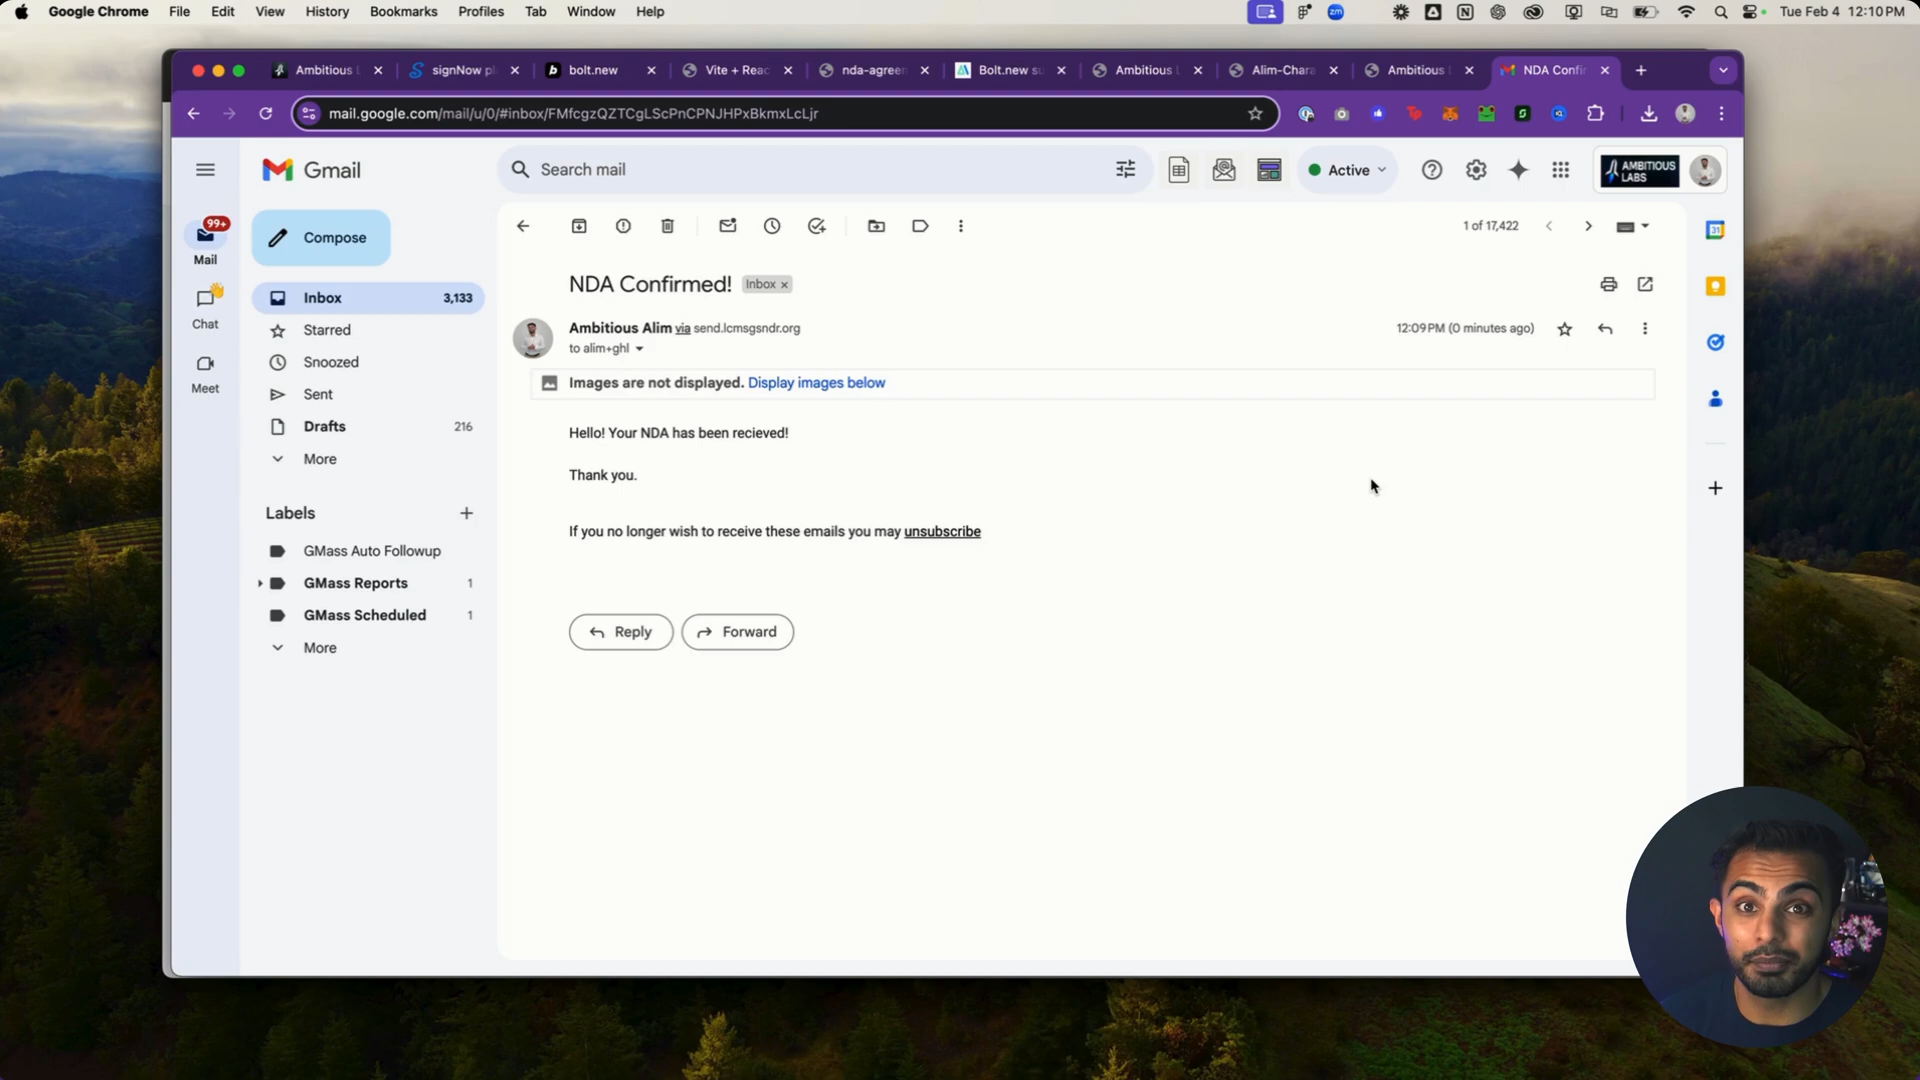 Google Chrome File Edit View History Bookmarks Profiles Tab Window Help
zm
Tue Feb 4 12:10 PM
Ambitious L
signNow pl
bolt.new
Vite + Reac
nda-agreen
Bolt.new su
Ambitious L
Alim-Chara
Ambitious L
NDA Confir
mail.google.com/mail/u/0/#inbox/FMfcgzQZTCgLScPnCPNJHPxBkmxLcLjr
Gmail
Search mail
Active
AMBITIOUS
LABS
99+
Mail
Chat
Meet
Compose
Inbox 3,133
Starred
Snoozed
Sent
Drafts 216
More
Labels
GMass Auto Followup
GMass Reports 1
GMass Scheduled 1
More
1 of 17,422
31
NDA Confirmed! Inbox
Ambitious Alim via send.lcmsgsndr.org
12:09 PM (0 minutes ago)
to alim+ghl
Images are not displayed. Display images below
Hello! Your NDA has been recieved!
Thank you.
If you no longer wish to receive these emails you may unsubscribe
Reply
Forward